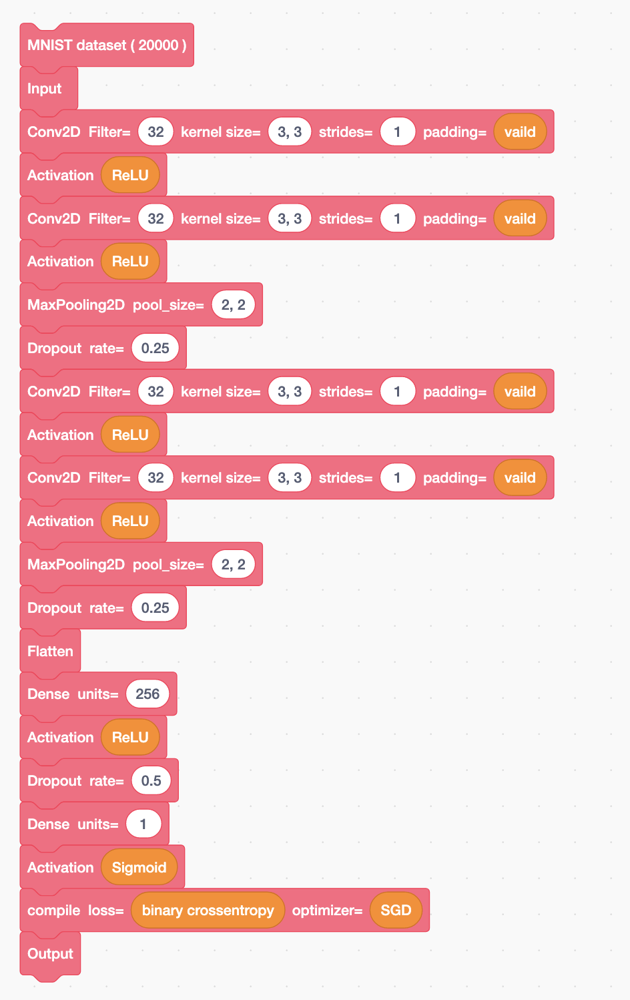 MNIST dataset ( 20000 )
Input
Conv2D Filter= 32 kernel size= 3, 3 strides= 1 padding= vaild
Activation ReLU
Conv2D Filter= 32 kernel size= 3, 3 strides= 1 padding= vaild
Activation ReLU
MaxPooling2D pool_size= 2, 2
Dropout rate= 0.25
Conv2D Filter= 32 kernel size= 3, 3 strides= 1 padding= vaild
Activation ReLU
Conv2D Filter= 32 kernel size= 3, 3 strides= 1 padding= vaild
Activation ReLU
MaxPooling2D pool_size= 2, 2
Dropout rate= 0.25
Flatten
Dense units= 256
Activation ReLU
Dropout rate= 0.5
Dense units= 1
Activation Sigmoid
compile loss= binary crossentropy optimizer= SGD
Output